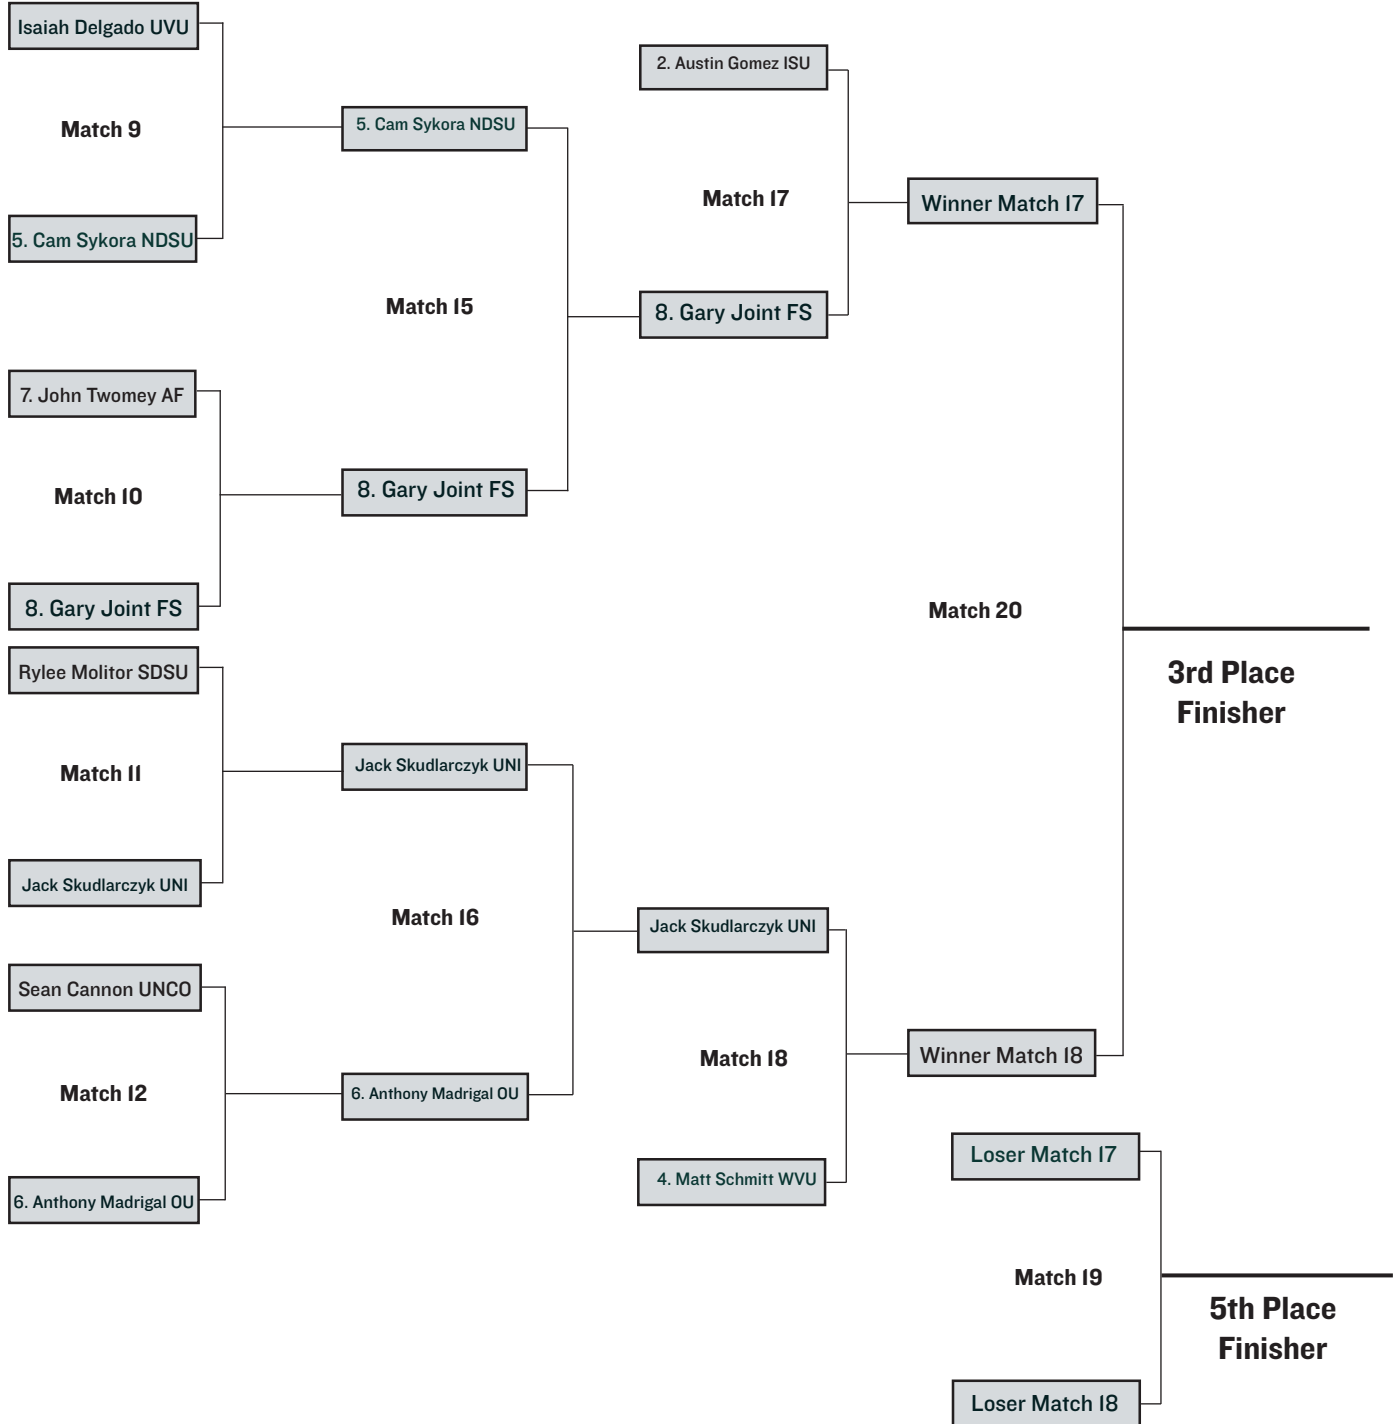 Isaiah Delgado UVU
Match 9
5. Cam Sykora NDSU
7. John Twomey AF
Match 10
8. Gary Joint FS
Rylee Molitor SDSU
Match 11
Jack Skudlarczyk UNI
Sean Cannon UNCO
Match 12
6. Anthony Madrigal OU
5. Cam Sykora NDSU
Match 15
8. Gary Joint FS
Jack Skudlarczyk UNI
Match 16
6. Anthony Madrigal OU
2. Austin Gomez ISU
Match 17
8. Gary Joint FS
Jack Skudlarczyk UNI
Match 18
4. Matt Schmitt WVU
Winner Match 17
Match 20
Winner Match 18
3rd Place
Finisher
Loser Match 17
Match 19
Loser Match 18
5th Place
Finisher